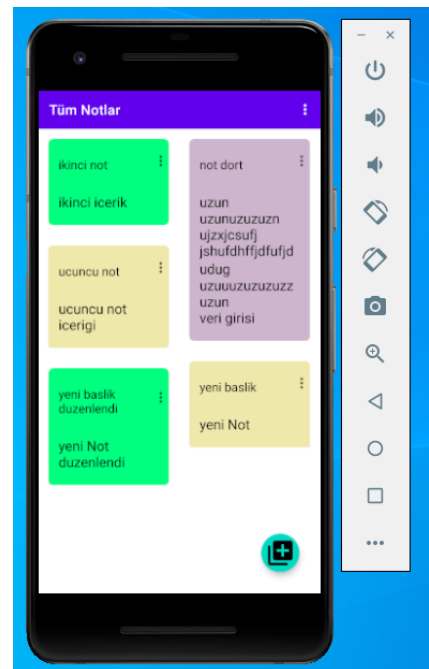 Tüm Notlar
ikinci not
ikinci icerik
not dort
uzun
uzunuzuzuzn
ujzxjcsufj
jshufdhffjdfufjd
udug
uzuuuzuzuzuzz
uzun
veri girisi
ucuncu not
ucuncu not
icerigi
yeni baslik
yeni Not
yeni baslik
duzenlendi
yeni Not
duzenlendi